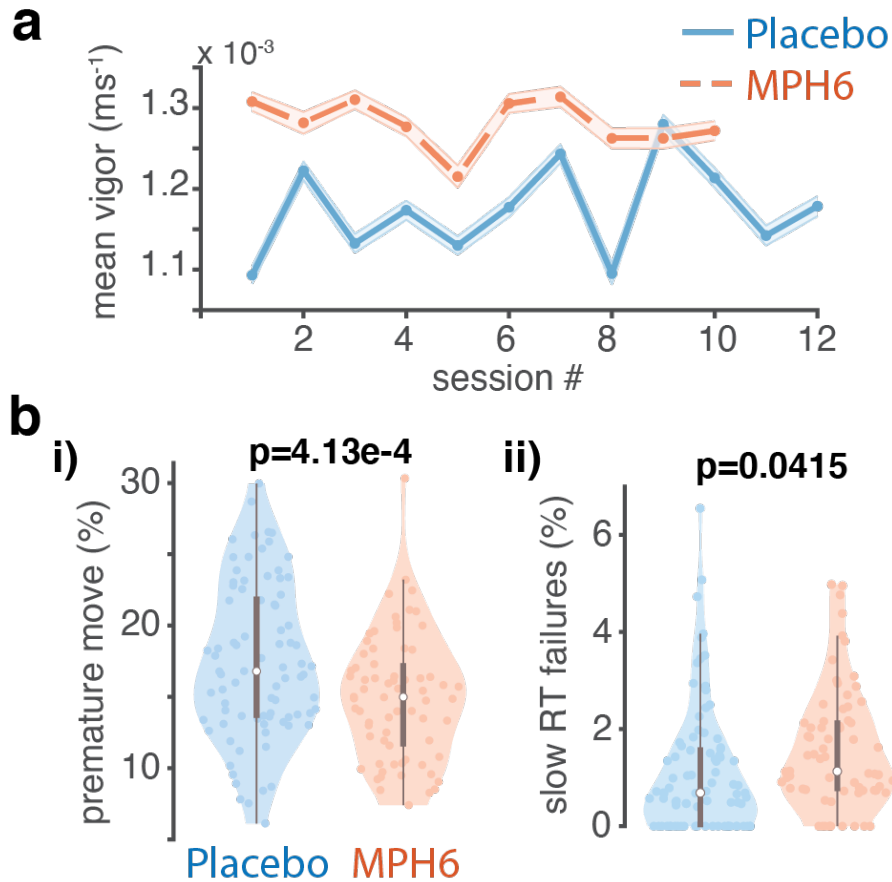 a
x 10-3
Placebo
MPH6
mean vigor (ms-1)
1.3
1.2
1.1
2 4 6 8 10 12
session #
b
i)
p=4.13e-4
premature move (%)
30
20
10
Placebo MPH6
ii)
p=0.0415
slow RT failures (%)
6
4
2
0